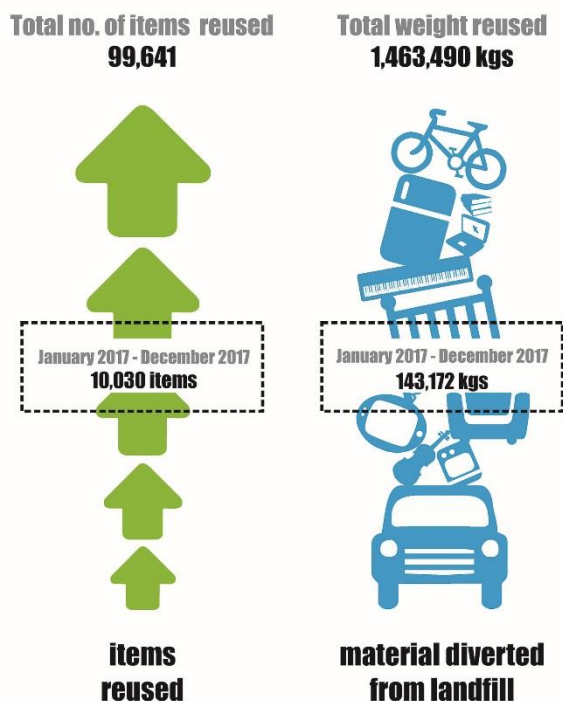 Total no. of items reused
99,641
Total weight reused
1,463,490 kgs
January 2017 - December 2017
10,030 items
January 2017 - December 2017
143,172 kgs
items
reused
material diverted
from landfill